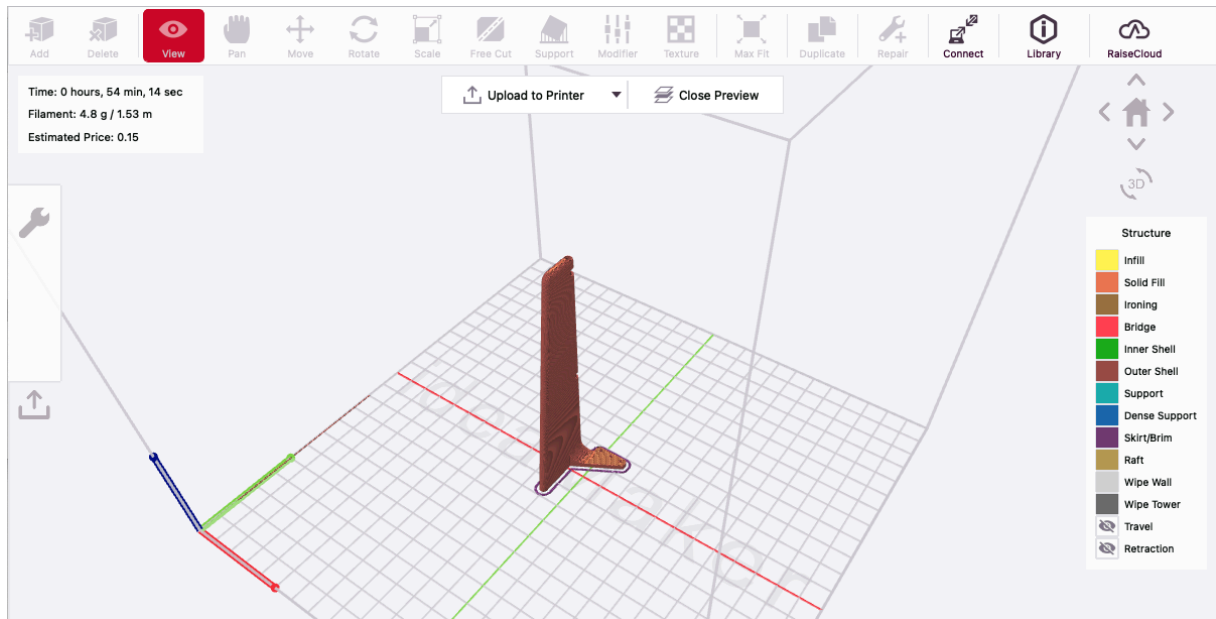 Add
Delete
View
Pan
Move
Rotate
Scale
Free Cut
Support
Modifier
Texture
Max Fit
Duplicate
Repair
Connect
Library
RaiseCloud
Time: 0 hours, 54 min, 14 sec
Filament: 4.8 g / 1.53 m
Estimated Price: 0.15
Upload to Printer
Close Preview
3D
Structure
Infill
Solid Fill
Ironing
Bridge
Inner Shell
Outer Shell
Support
Dense Support
Skirt/Brim
Raft
Wipe Wall
Wipe Tower
Travel
Retraction